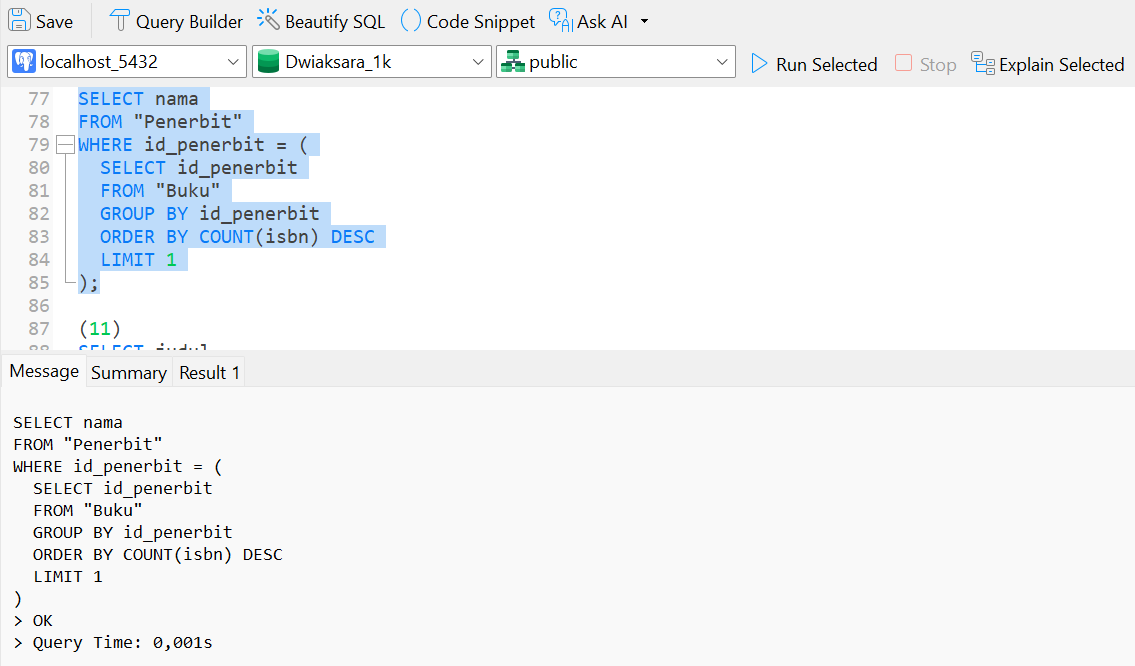 Save Query Builder Beautify SQL () Code Snippet Ask AI
localhost_5432 Dwiaksara_1k public Run Selected Stop Explain Selected
77 SELECT nama
78 FROM "Penerbit"
79 WHERE id_penerbit = (
80 SELECT id_penerbit
81 FROM "Buku"
82 GROUP BY id_penerbit
83 ORDER BY COUNT(isbn) DESC
84 LIMIT 1
85 );
86
87 (11)
88 SELECT judul
Message Summary Result 1
SELECT nama
FROM "Penerbit"
WHERE id_penerbit = (
SELECT id_penerbit
FROM "Buku"
GROUP BY id_penerbit
ORDER BY COUNT(isbn) DESC
LIMIT 1
)
> OK
> Query Time: 0,001s